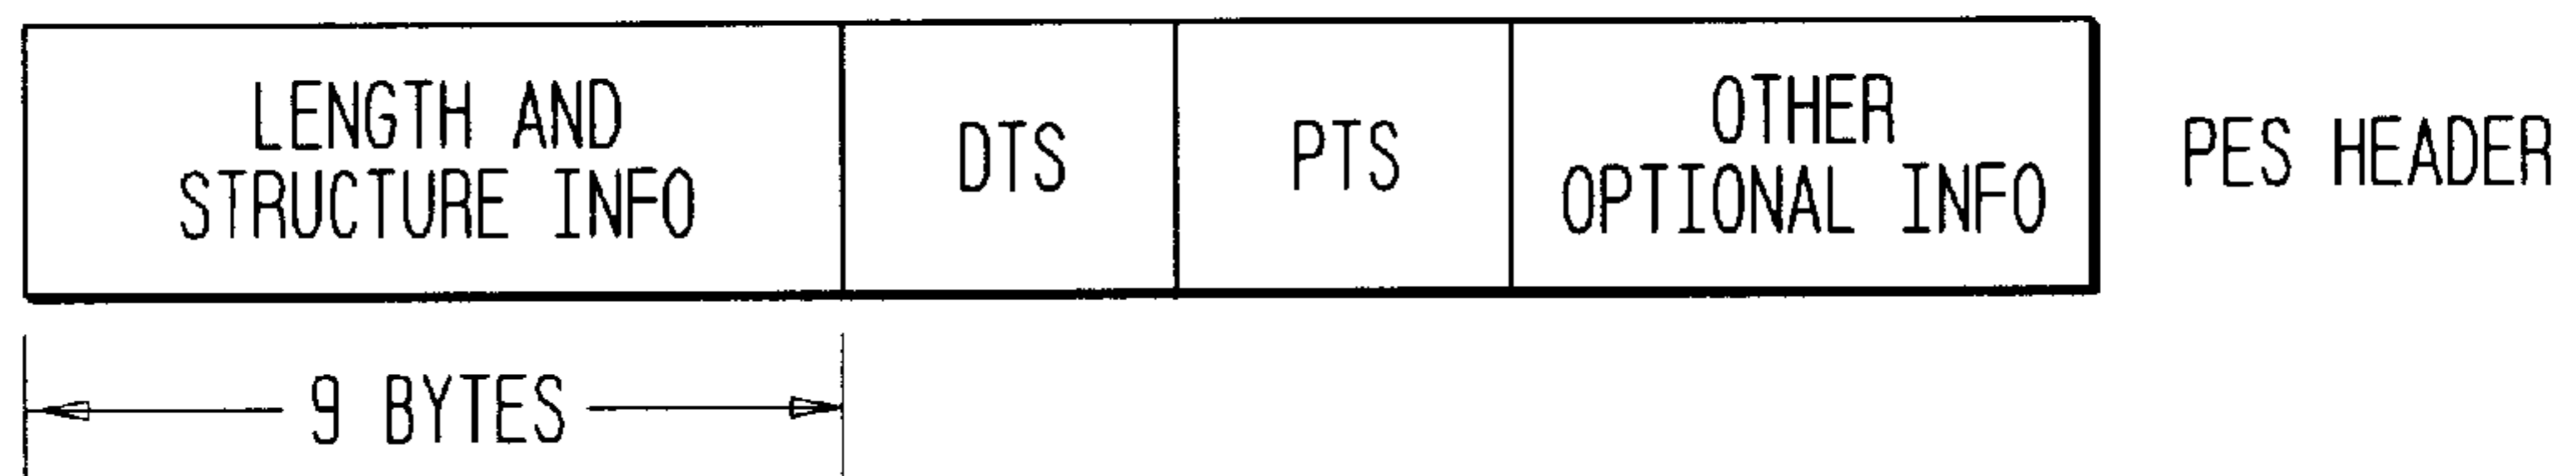 LENGTH AND
STRUCTURE INFO
DTS
PTS
OTHER
OPTIONAL INFO
PES HEADER
9 BYTES